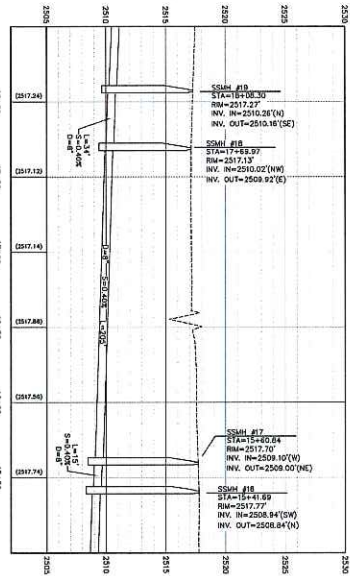 2505
2510
2515
2520
2525
2530
SSMH #19
STA=18+08.30
RIM=2517.27'
INV. IN=2510.26'(N)
INV. OUT=2510.16'(SE)
(2517.24)
L=34'
S=0.40%
D=8"
SSMH #18
STA=17+69.97
RIM=2517.13'
INV. IN=2510.02'(NW)
INV. OUT=2509.92'(E)
(2517.12)
(2517.14)
D=8" S=0.40% L=205'
(2517.88)
(2517.56)
SSMH #17
STA=15+60.84
RIM=2517.70'
INV. IN=2509.10'(W)
INV. OUT=2509.00'(NE)
L=15'
S=0.40%
D=8"
(2517.74)
SSMH #16
STA=15+41.69
RIM=2517.77'
INV. IN=2508.94'(SW)
INV. OUT=2508.84'(N)
2505
2510
2515
2520
2525
2530